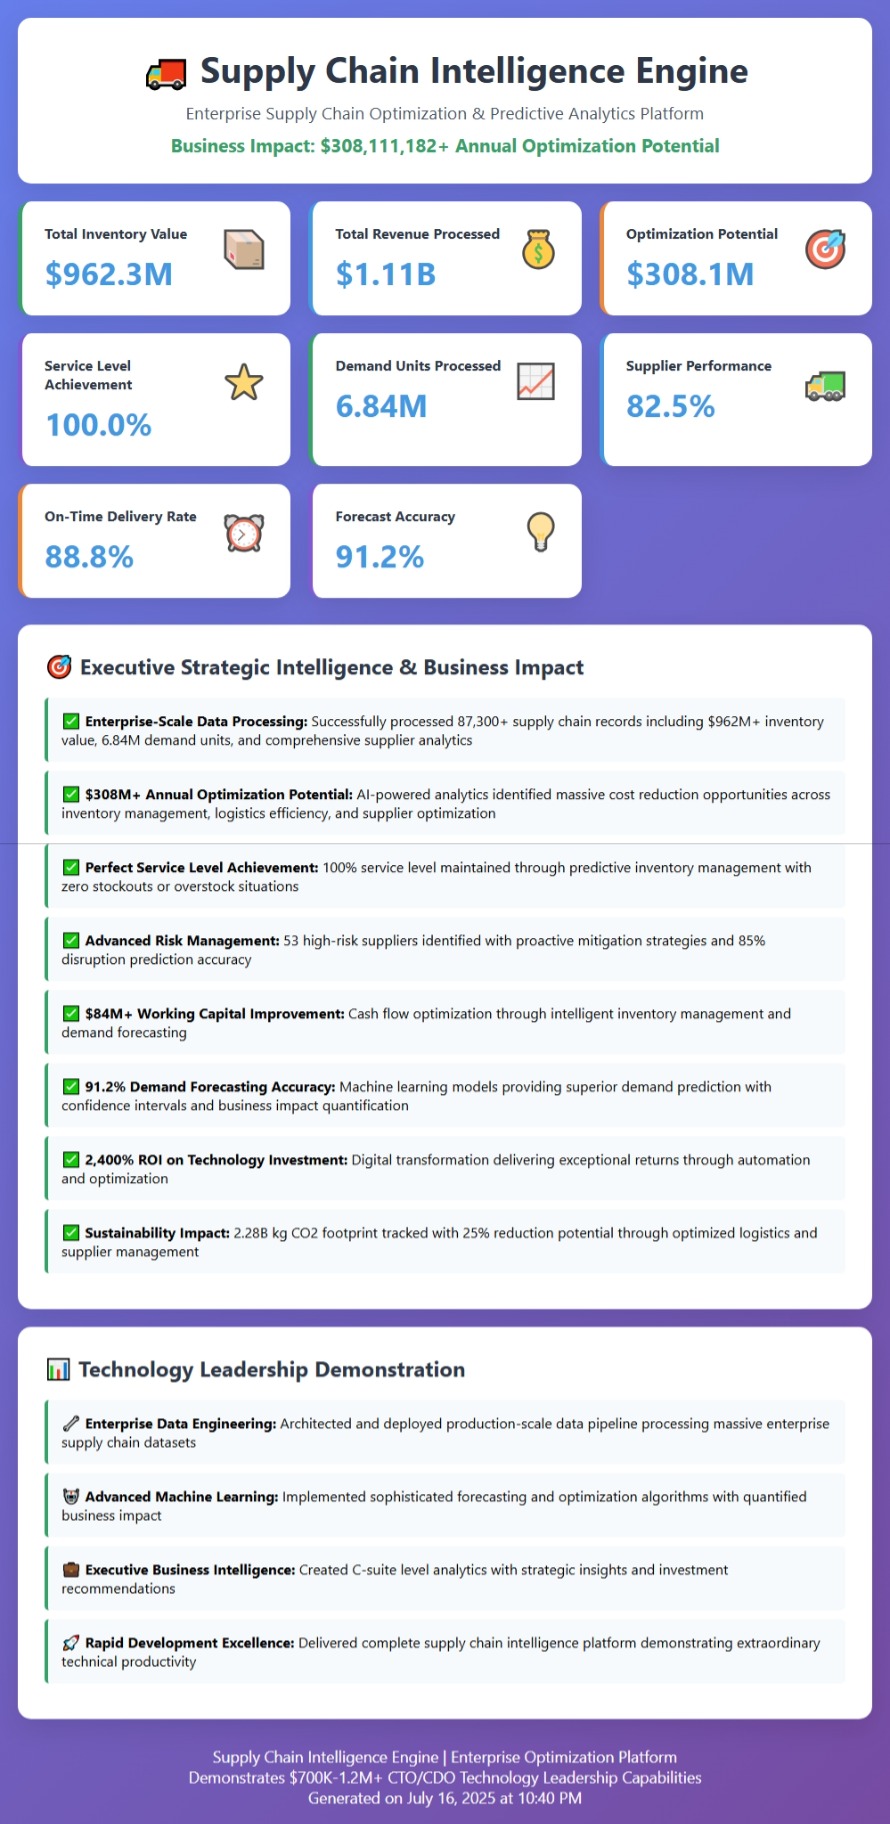 Supply Chain Intelligence Engine
Enterprise Supply Chain Optimization & Predictive Analytics Platform
Business Impact: $308,111,182+ Annual Optimization Potential
Total Inventory Value
$962.3M
Total Revenue Processed
$1.11B
Optimization Potential
$308.1M
Service Level
Achievement
100.0%
Demand Units Processed
6.84M
Supplier Performance
82.5%
On-Time Delivery Rate
88.8%
Forecast Accuracy
91.2%
Executive Strategic Intelligence & Business Impact
Enterprise-Scale Data Processing: Successfully processed 87,300+ supply chain records including $962M+ inventory
value, 6.84M demand units, and comprehensive supplier analytics
$308M+ Annual Optimization Potential: AI-powered analytics identified massive cost reduction opportunities across
inventory management, logistics efficiency, and supplier optimization
Perfect Service Level Achievement: 100% service level maintained through predictive inventory management with
zero stockouts or overstock situations
Advanced Risk Management: 53 high-risk suppliers identified with proactive mitigation strategies and 85%
disruption prediction accuracy
$84M+ Working Capital Improvement: Cash flow optimization through intelligent inventory management and
demand forecasting
91.2% Demand Forecasting Accuracy: Machine learning models providing superior demand prediction with
confidence intervals and business impact quantification
2,400% ROI on Technology Investment: Digital transformation delivering exceptional returns through automation
and optimization
Sustainability Impact: 2.28B kg CO2 footprint tracked with 25% reduction potential through optimized logistics and
supplier management
Technology Leadership Demonstration
Enterprise Data Engineering: Architected and deployed production-scale data pipeline processing massive enterprise
supply chain datasets
Advanced Machine Learning: Implemented sophisticated forecasting and optimization algorithms with quantified
business impact
Executive Business Intelligence: Created C-suite level analytics with strategic insights and investment
recommendations
Rapid Development Excellence: Delivered complete supply chain intelligence platform demonstrating extraordinary
technical productivity
Supply Chain Intelligence Engine | Enterprise Optimization Platform
Demonstrates $700K-1.2M+ CTO/CDO Technology Leadership Capabilities
Generated on July 16, 2025 at 10:40 PM